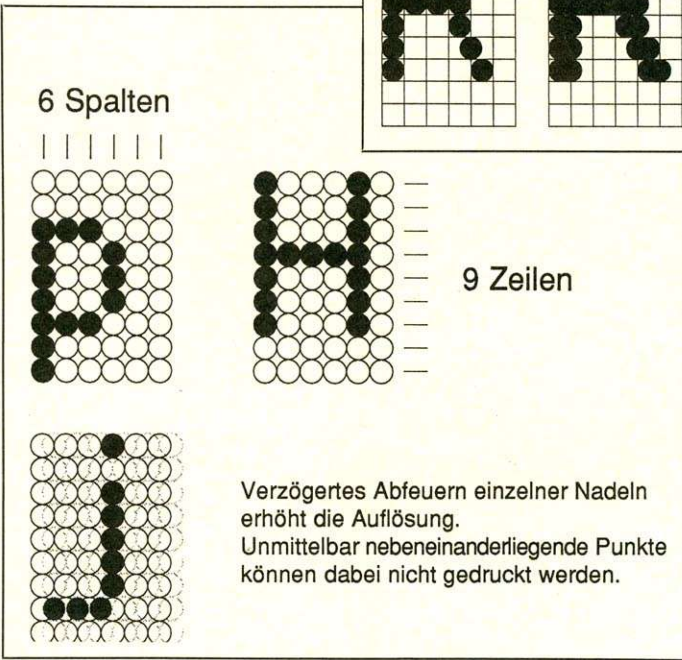 6 Spalten
9 Zeilen
Verzögertes Abfeuern einzelner Nadeln
erhöht die Auflösung.
Unmittelbar nebeneinanderliegende Punkte
können dabei nicht gedruckt werden.